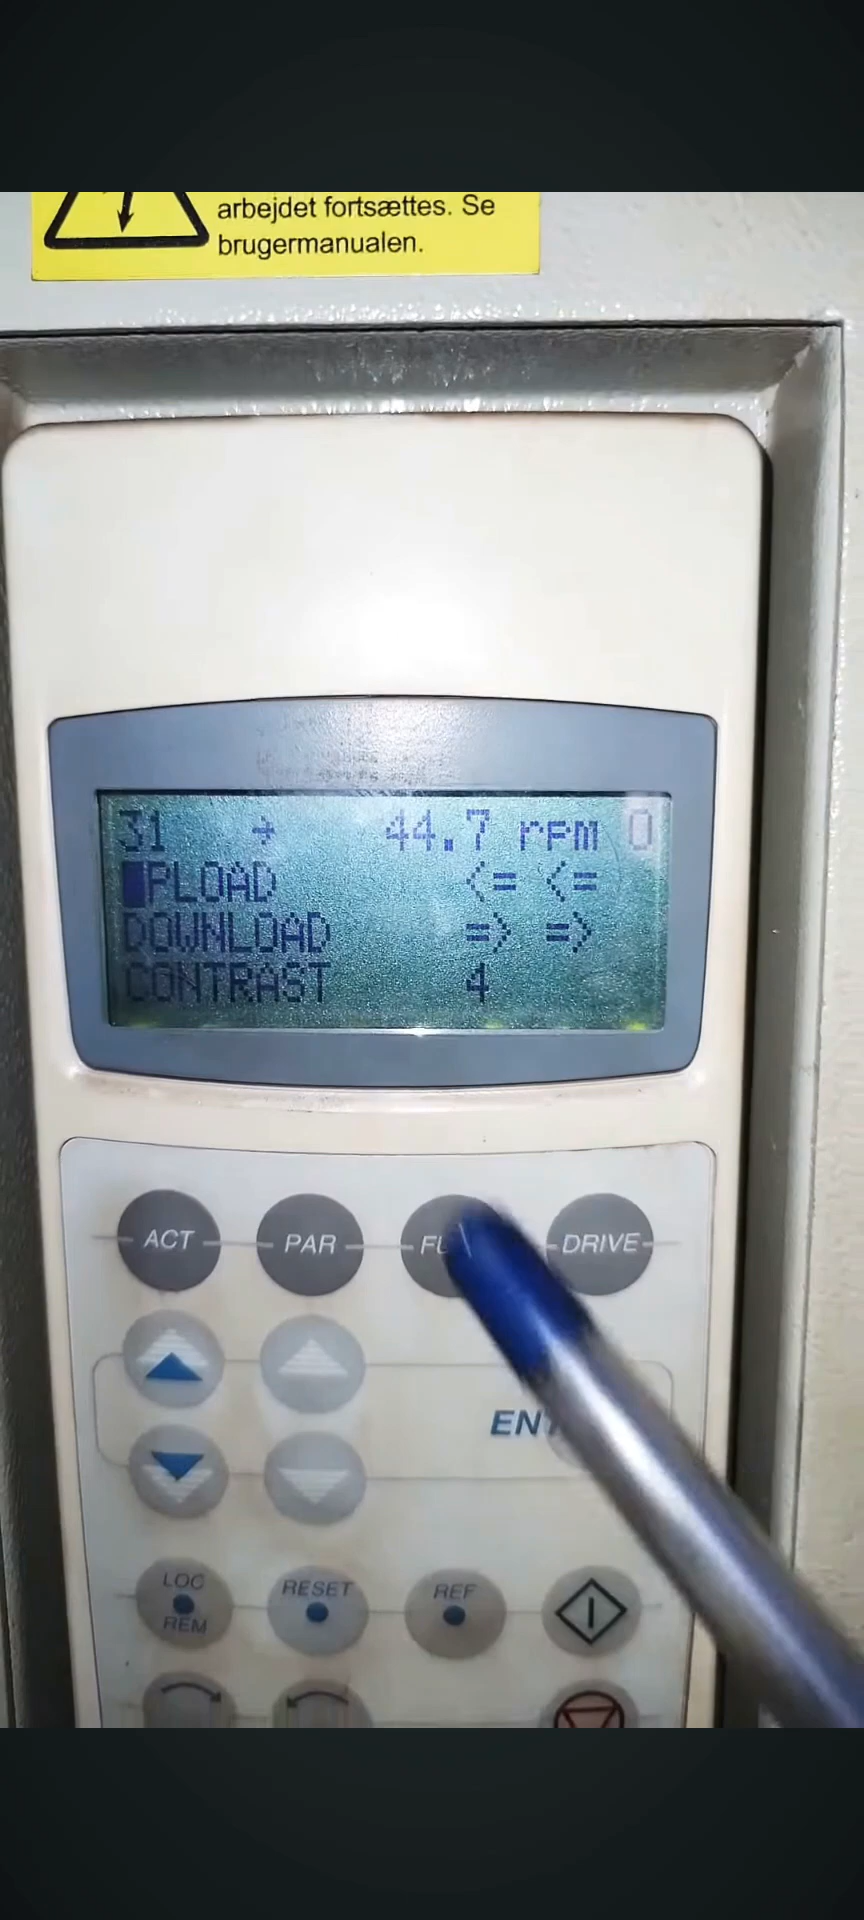 arbejdet fortsættes. Se
brugermanualen.
31 → 44.7 rpm 0
UPLOAD <= <=
DOWNLOAD => =>
CONTRAST 4
ACT PAR DRIVE
LOC
REM
RESET
REF